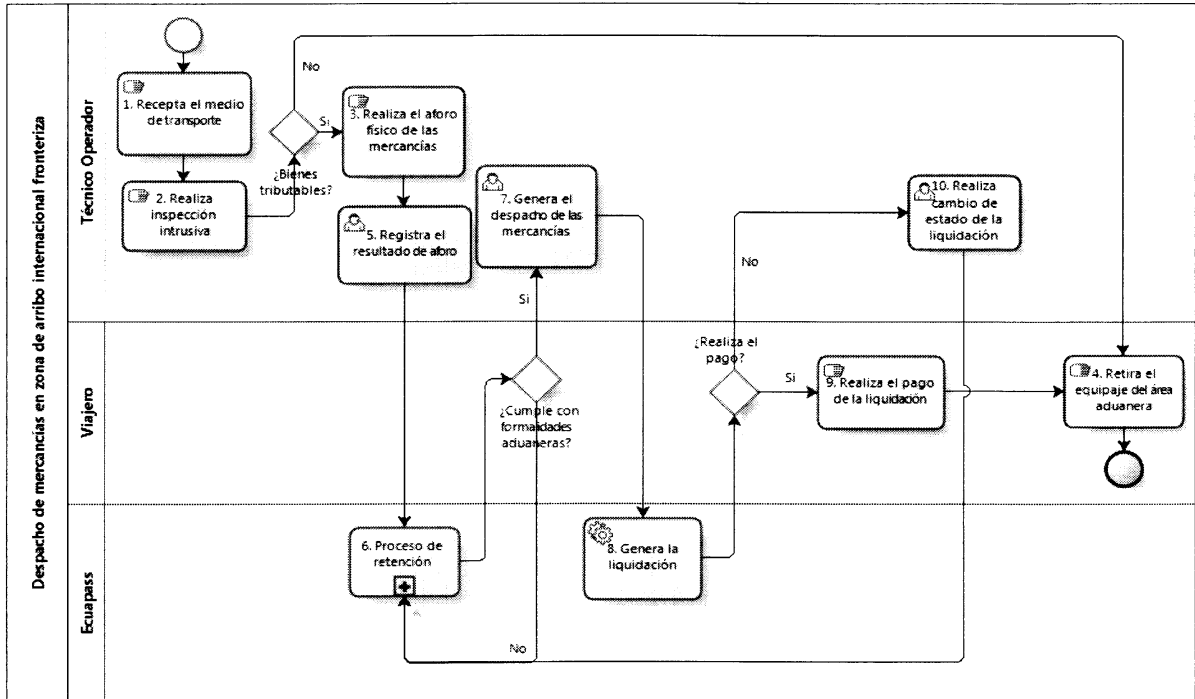 Despacho de mercancías en zona de arribo internacional fronteriza
Técnico Operador
1. Recepta el medio
de transporte
2. Realiza
inspección
intrusiva
¿Bienes
tributables?
No
Si
3. Realiza el aforo
físico de las
mercancías
5. Registra el
resultado de aforo
7. Genera el
despacho de las
mercancías
Si
No
10. Realiza
cambio de
estado de la
liquidación
Viajero
¿Cumple con
formalidades
aduaneras?
¿Realiza el
pago?
Si
9. Realiza el pago
de la liquidación
4. Retira el
equipaje del área
aduanera
Ecuapass
6. Proceso de
retención
No
8. Genera la
liquidación